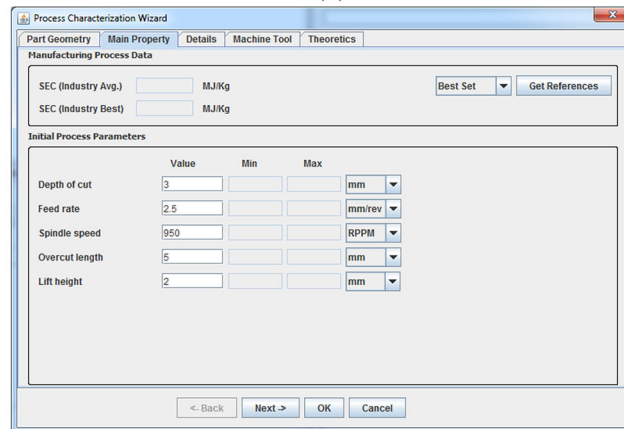 Process Characterization Wizard
Part Geometry Main Property Details Machine Tool Theoretics
Manufacturing Process Data
SEC (Industry Avg.) MJ/Kg Best Set Get References
SEC (Industry Best) MJ/Kg
Initial Process Parameters
Value Min Max
Depth of cut 3 mm
Feed rate 2.5 mm/rev
Spindle speed 950 RPPM
Overcut length 5 mm
Lift height 2 mm
<- Back Next -> OK Cancel